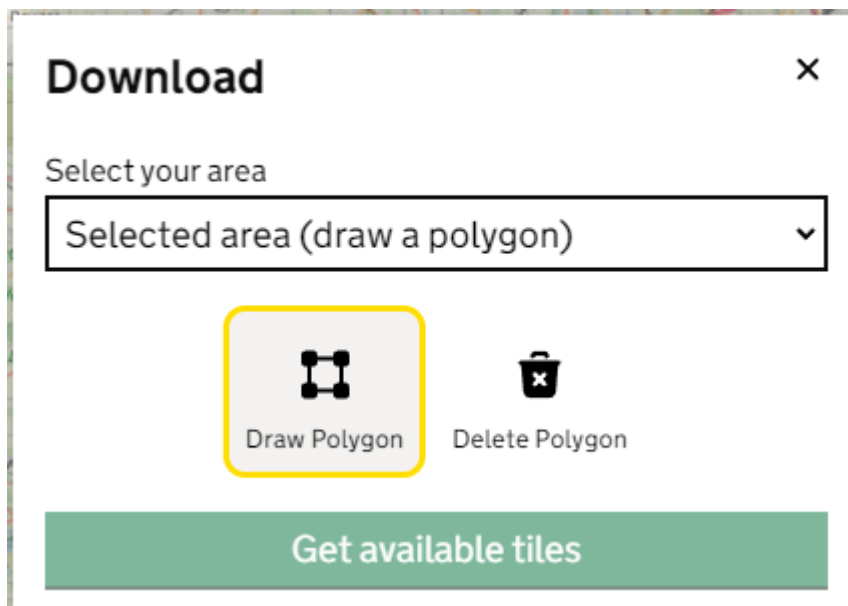 Download
Select your area
Selected area (draw a polygon)
Draw Polygon
Delete Polygon
Get available tiles